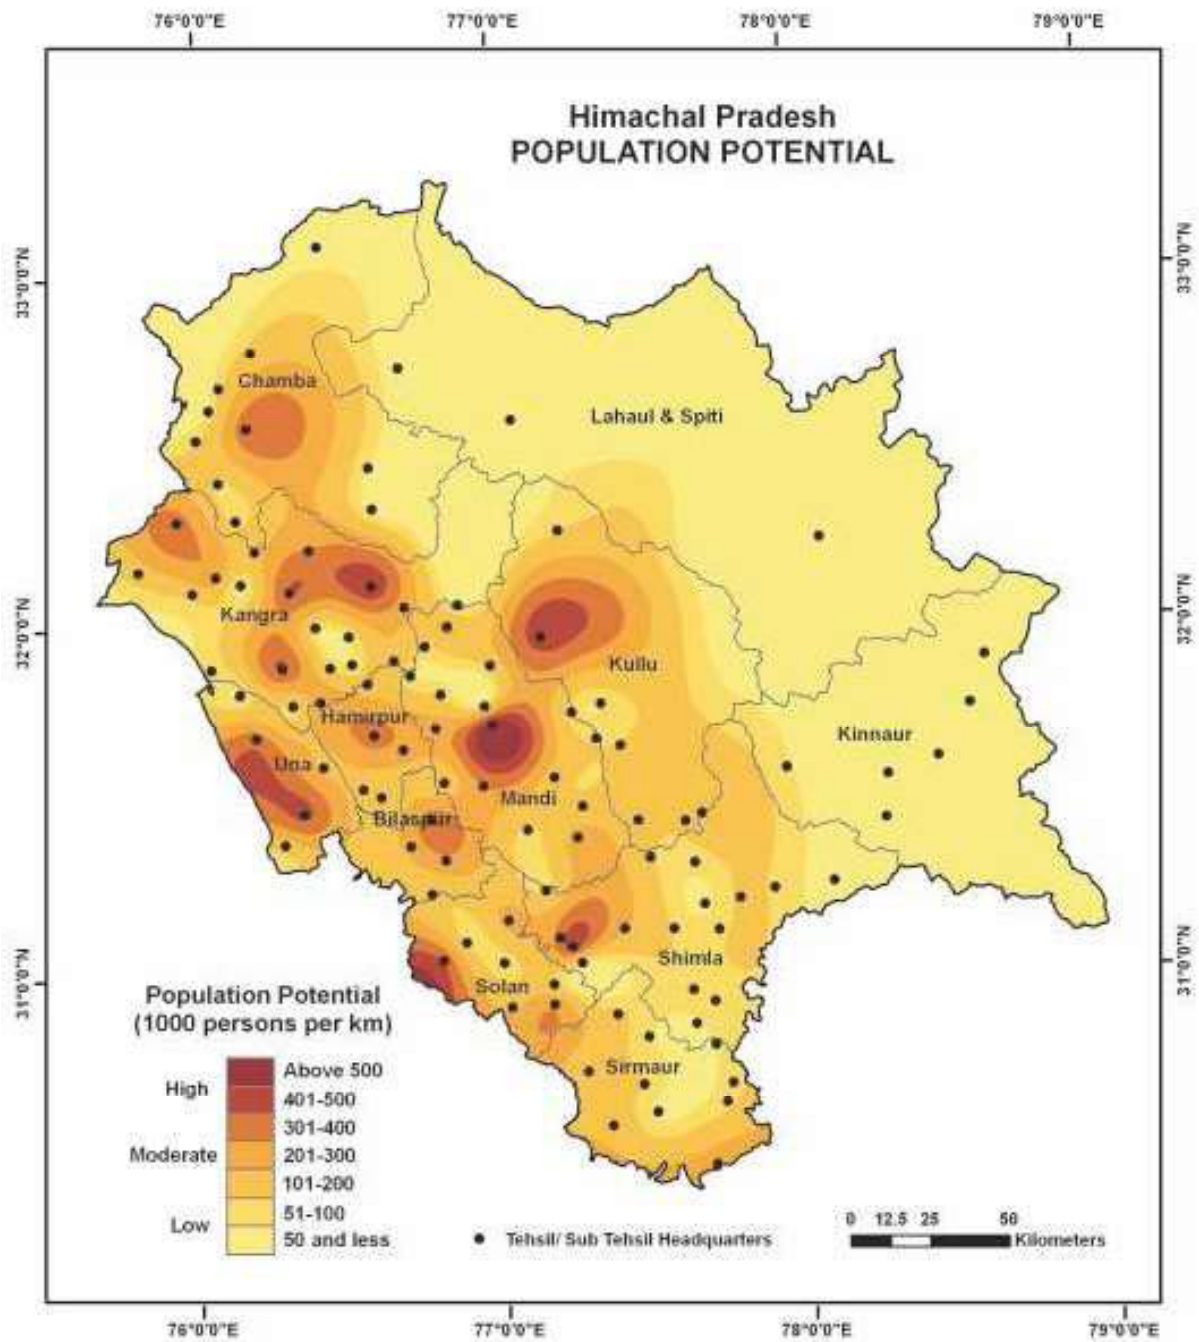 76°0'0"E 77°0'0"E 78°0'0"E 79°0'0"E
Himachal Pradesh
POPULATION POTENTIAL
33°0'0"N
33°0'0"N
Chamba
Lahaul & Spiti
32°0'0"N
32°0'0"N
Kangra
Kullu
Hamirpur
Kinnaur
Una
Mandi
Bilaspur
31°0'0"N
31°0'0"N
Shimla
Solan
Sirmaur
Population Potential
(1000 persons per km)
High
Above 500
401-500
301-400
Moderate
201-300
101-200
Low
51-100
50 and less
Tehsil/ Sub Tehsil Headquarters
0 12.5 25 50
Kilometers
76°0'0"E 77°0'0"E 78°0'0"E 79°0'0"E